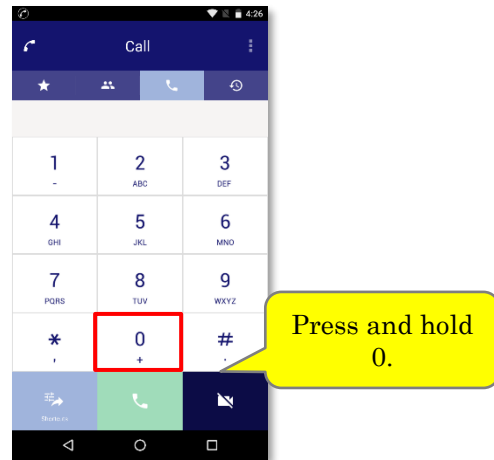 4:26
Call
1 2 3
- ABC DEF
4 5 6
GHI JKL MNO
7 8 9
PQRS TUV WXYZ
* 0 #
, + .
Press and hold
0.